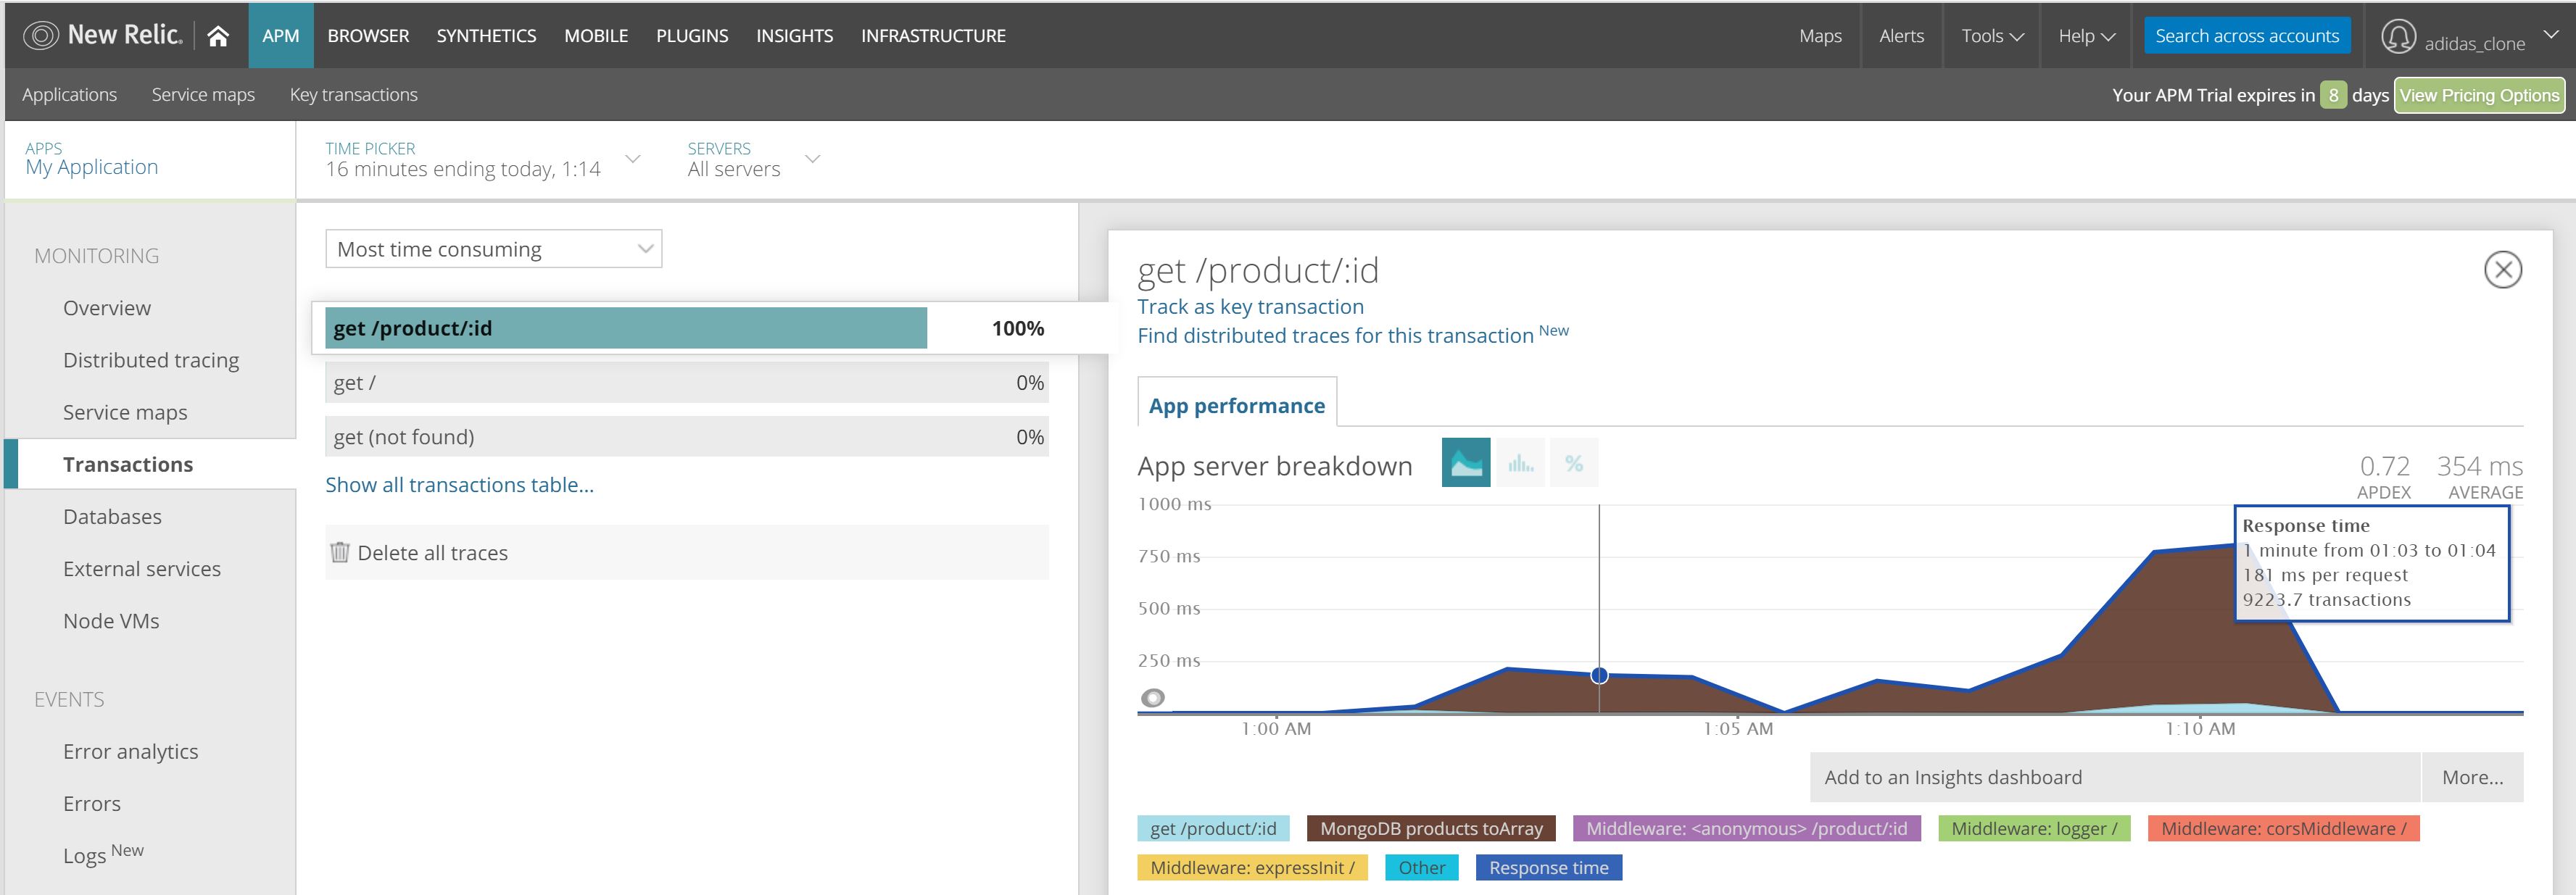 New Relic. APM BROWSER SYNTHETICS MOBILE PLUGINS INSIGHTS INFRASTRUCTURE Maps Alerts Tools Help Search across accounts adidas_clone
Applications Service maps Key transactions Your APM Trial expires in 8 days View Pricing Options
APPS
My Application
TIME PICKER
16 minutes ending today, 1:14
SERVERS
All servers
MONITORING
Overview
Distributed tracing
Service maps
Transactions
Databases
External services
Node VMs
EVENTS
Error analytics
Errors
Logs New
Most time consuming
get /product/:id 100%
get / 0%
get (not found) 0%
Show all transactions table...
Delete all traces
get /product/:id
Track as key transaction
Find distributed traces for this transaction New
App performance
App server breakdown %
0.72 354 ms
APDEX AVERAGE
1000 ms
750 ms
500 ms
250 ms
Response time
1 minute from 01:03 to 01:04
181 ms per request
9223.7 transactions
1:00 AM 1:05 AM 1:10 AM
Add to an Insights dashboard More...
get /product/:id MongoDB products toArray Middleware: <anonymous> /product/:id Middleware: logger / Middleware: corsMiddleware /
Middleware: expressInit / Other Response time